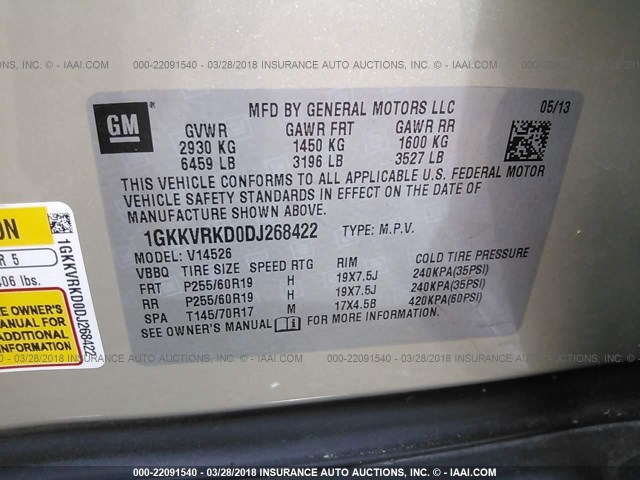 000-22091540 - 03/28/2018 - INSURANCE AUTO AUCTIONS, INC. - IAAI.COM
GM
MFD BY GENERAL MOTORS LLC 05/13
GVWR GAWR FRT GAWR RR
2930 KG 1450 KG 1600 KG
6459 LB 3196 LB 3527 LB
THIS VEHICLE CONFORMS TO ALL APPLICABLE U.S. FEDERAL MOTOR
VEHICLE SAFETY STANDARDS IN EFFECT ON THE DATE OF
MANUFACTURE SHOWN ABOVE.
1GKKVRKD0DJ268422 TYPE: M.P.V.
MODEL: V14526
VBBQ TIRE SIZE SPEED RTG RIM COLD TIRE PRESSURE
FRT P255/60R19 H 19X7.5J 240KPA(35PSI)
RR P255/60R19 H 19X7.5J 240KPA(35PSI)
SPA T145/70R17 M 17X4.5B 420KPA(60PSI)
SEE OWNER'S MANUAL FOR MORE INFORMATION.
ON
R 5
06 lbs.
EE OWNER'S
MANUAL FOR
ADDITIONAL
INFORMATION
1GKKVRKD0DJ268422
000-22091540 - 03/28/2018 - INSURANCE AUTO AUCTIONS, INC. - IAAI.COM
000-22091540 - 03/28/2018 - INSURANCE AUTO AUCTIONS, INC. - IAAI.COM